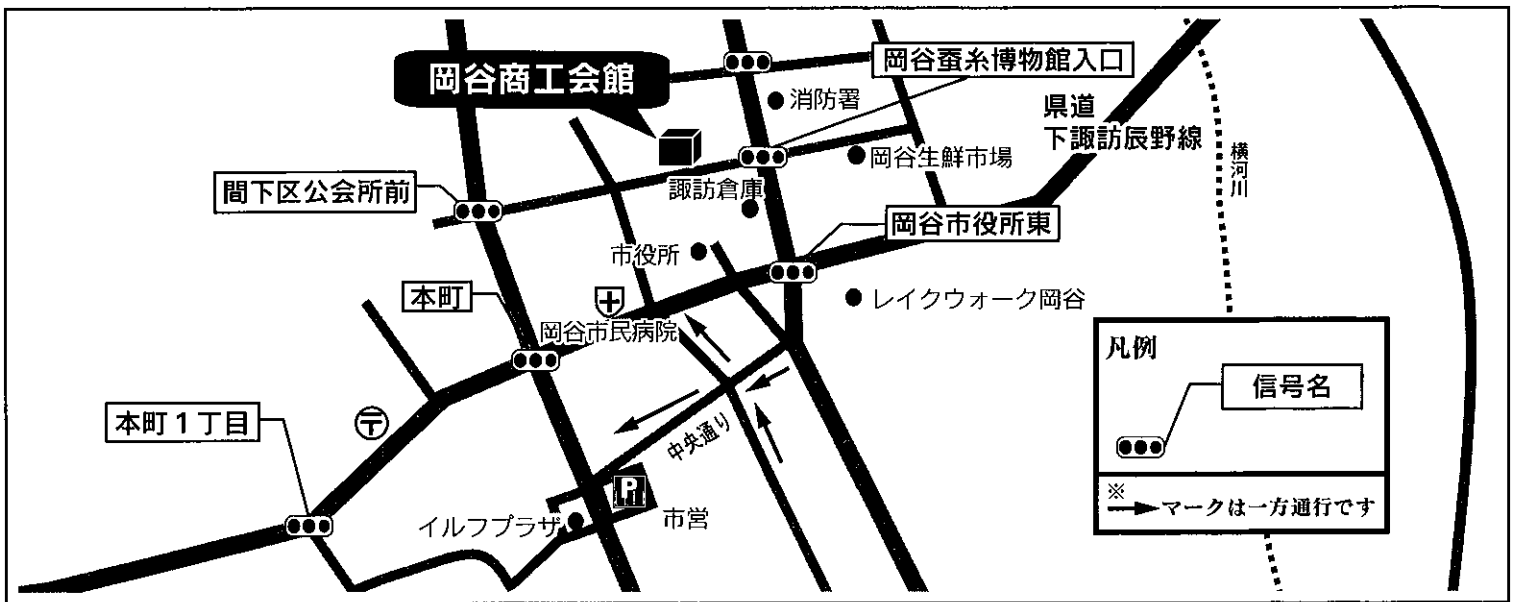 岡谷商工会館
岡谷蚕糸博物館入口
消防署
県道
下諏訪辰野線
岡谷生鮮市場
横河川
間下区公会所前
諏訪倉庫
岡谷市役所東
市役所
本町
レイクウォーク岡谷
岡谷市民病院
凡例
信号名
本町1丁目
〒
中央通り
P
市営
イルフプラザ
※
マークは一方通行です